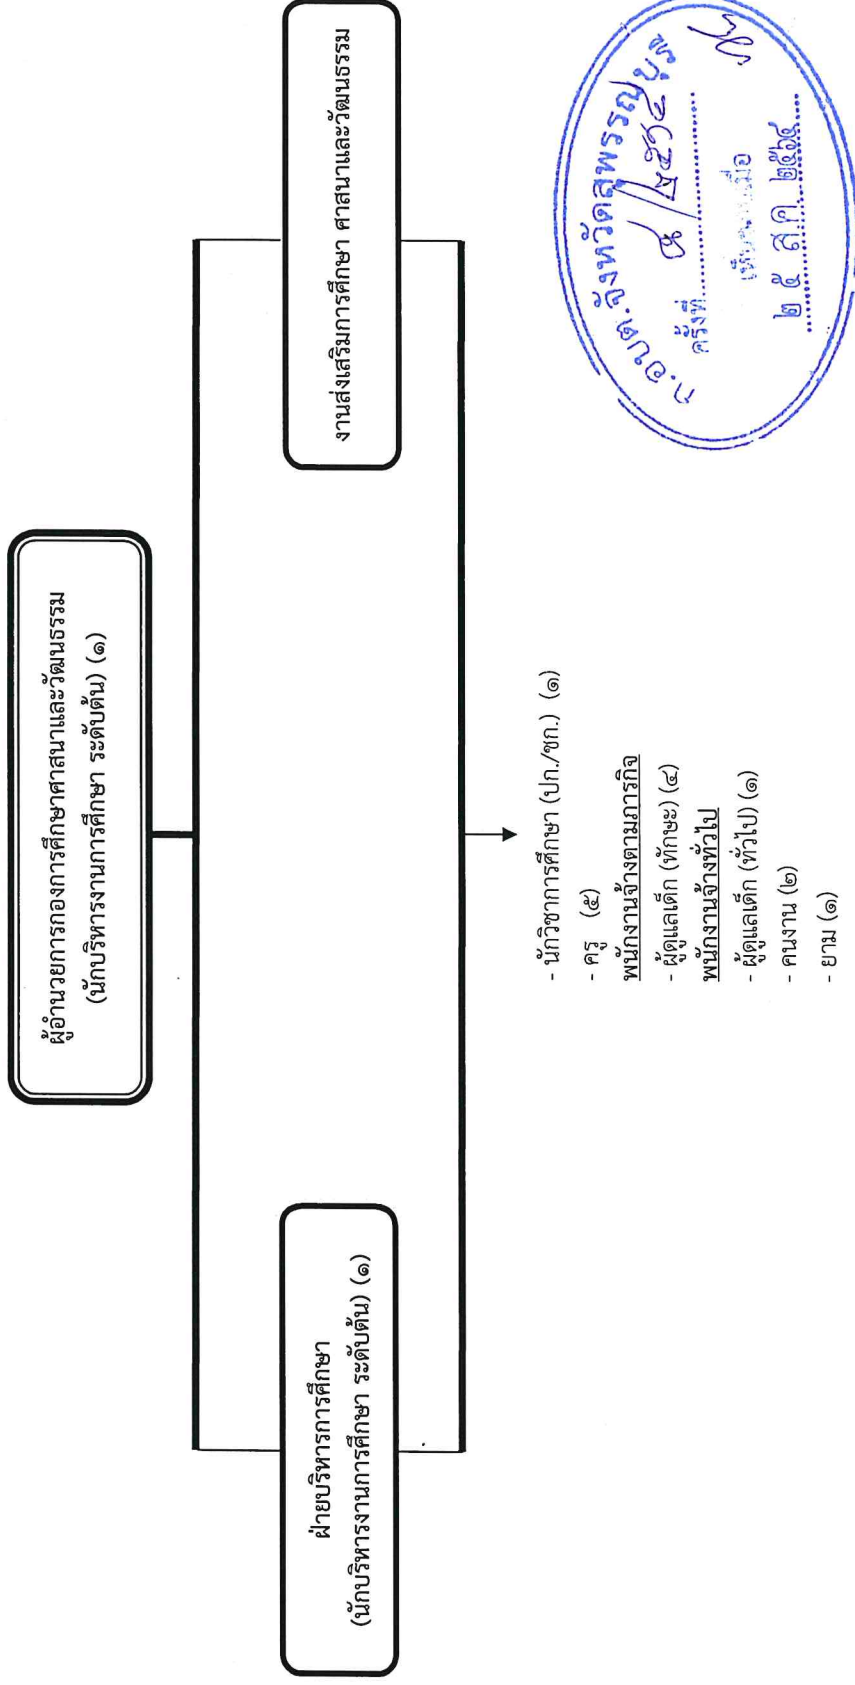 ผู้อำนวยการกองการศึกษาศาสนาและวัฒนธรรม
(นักบริหารงานการศึกษา ระดับต้น) (๑)
ฝ่ายบริหารการศึกษา
(นักบริหารงานการศึกษา ระดับต้น) (๑)
งานส่งเสริมการศึกษา ศาสนาและวัฒนธรรม
- นักวิชาการศึกษา (ปก./ชก.) (๑)
- ครู (๕)
พนักงานจ้างตามภารกิจ
- ผู้ดูแลเด็ก (ทักษะ) (๔)
พนักงานจ้างทั่วไป
- ผู้ดูแลเด็ก (ทั่วไป) (๑)
- คนงาน (๒)
- ยาม (๑)
ก.อบต.จังหวัดสุพรรณบุรี
ครั้งที่
เมื่อ
๒๕ ส.ค. ๒๕๖๔